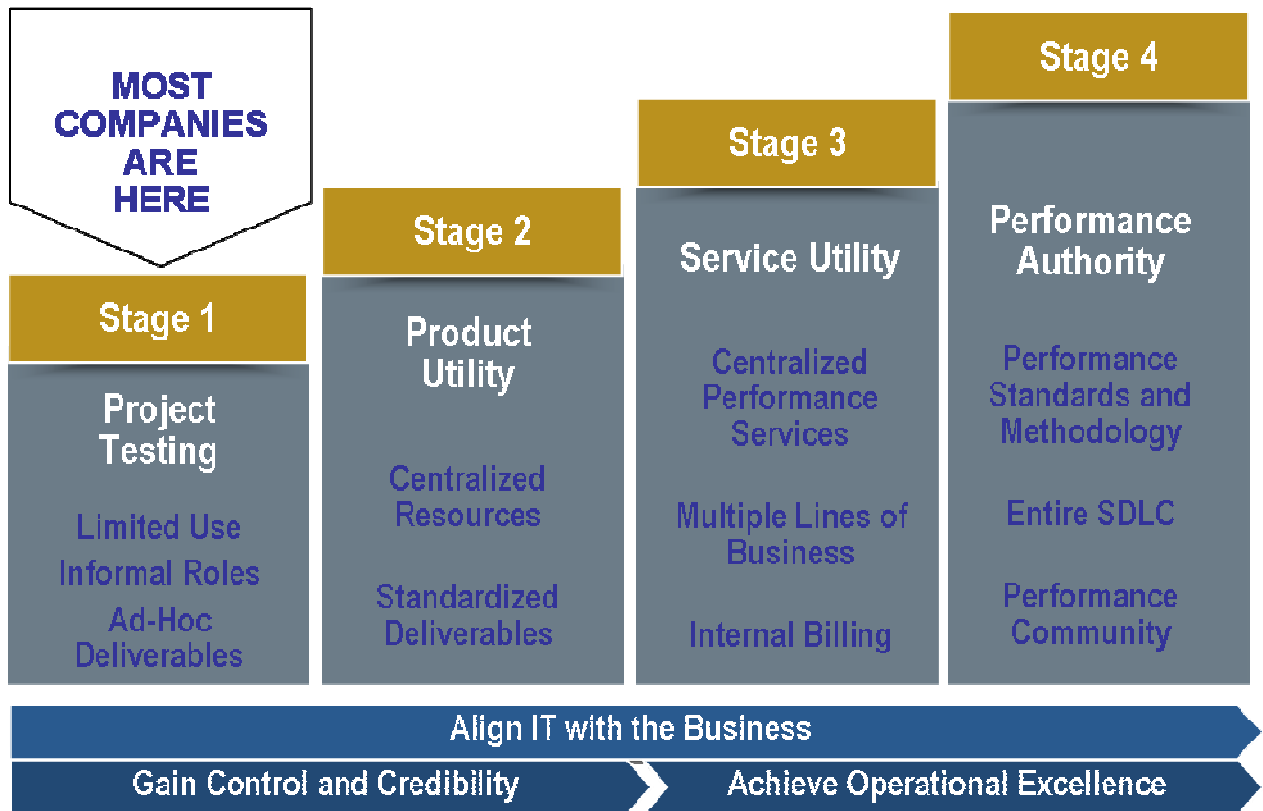 MOST
COMPANIES
ARE
HERE
Stage 1
Project
Testing
Limited Use
Informal Roles
Ad-Hoc
Deliverables
Stage 2
Product
Utility
Centralized
Resources
Standardized
Deliverables
Stage 3
Service Utility
Centralized
Performance
Services
Multiple Lines of
Business
Internal Billing
Stage 4
Performance
Authority
Performance
Standards and
Methodology
Entire SDLC
Performance
Community
Align IT with the Business
Gain Control and Credibility
Achieve Operational Excellence